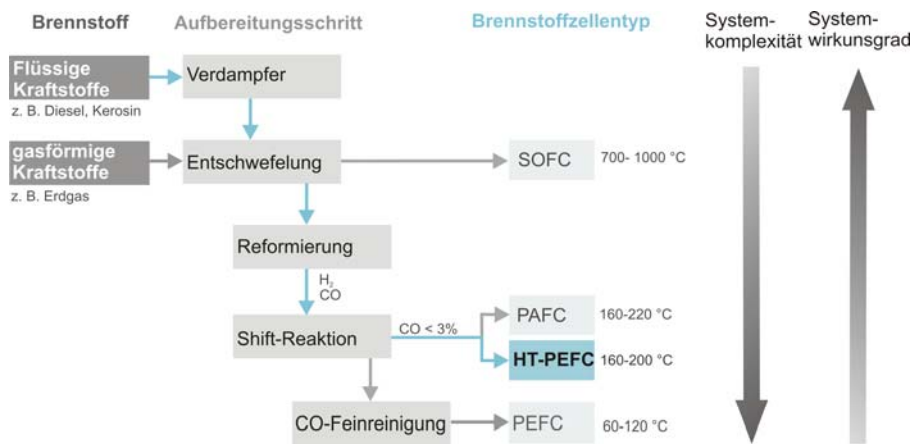 Brennstoff
Aufbereitungsschritt
Brennstoffzellentyp
System-
komplexität
System-
wirkunsgrad
Flüssige
Kraftstoffe
Verdampfer
z. B. Diesel, Kerosin
gasförmige
Kraftstoffe
Entschwefelung
SOFC
700- 1000 °C
z. B. Erdgas
Reformierung
H₂
CO
Shift-Reaktion
CO < 3%
PAFC
160-220 °C
HT-PEFC
160-200 °C
CO-Feinreinigung
PEFC
60-120 °C